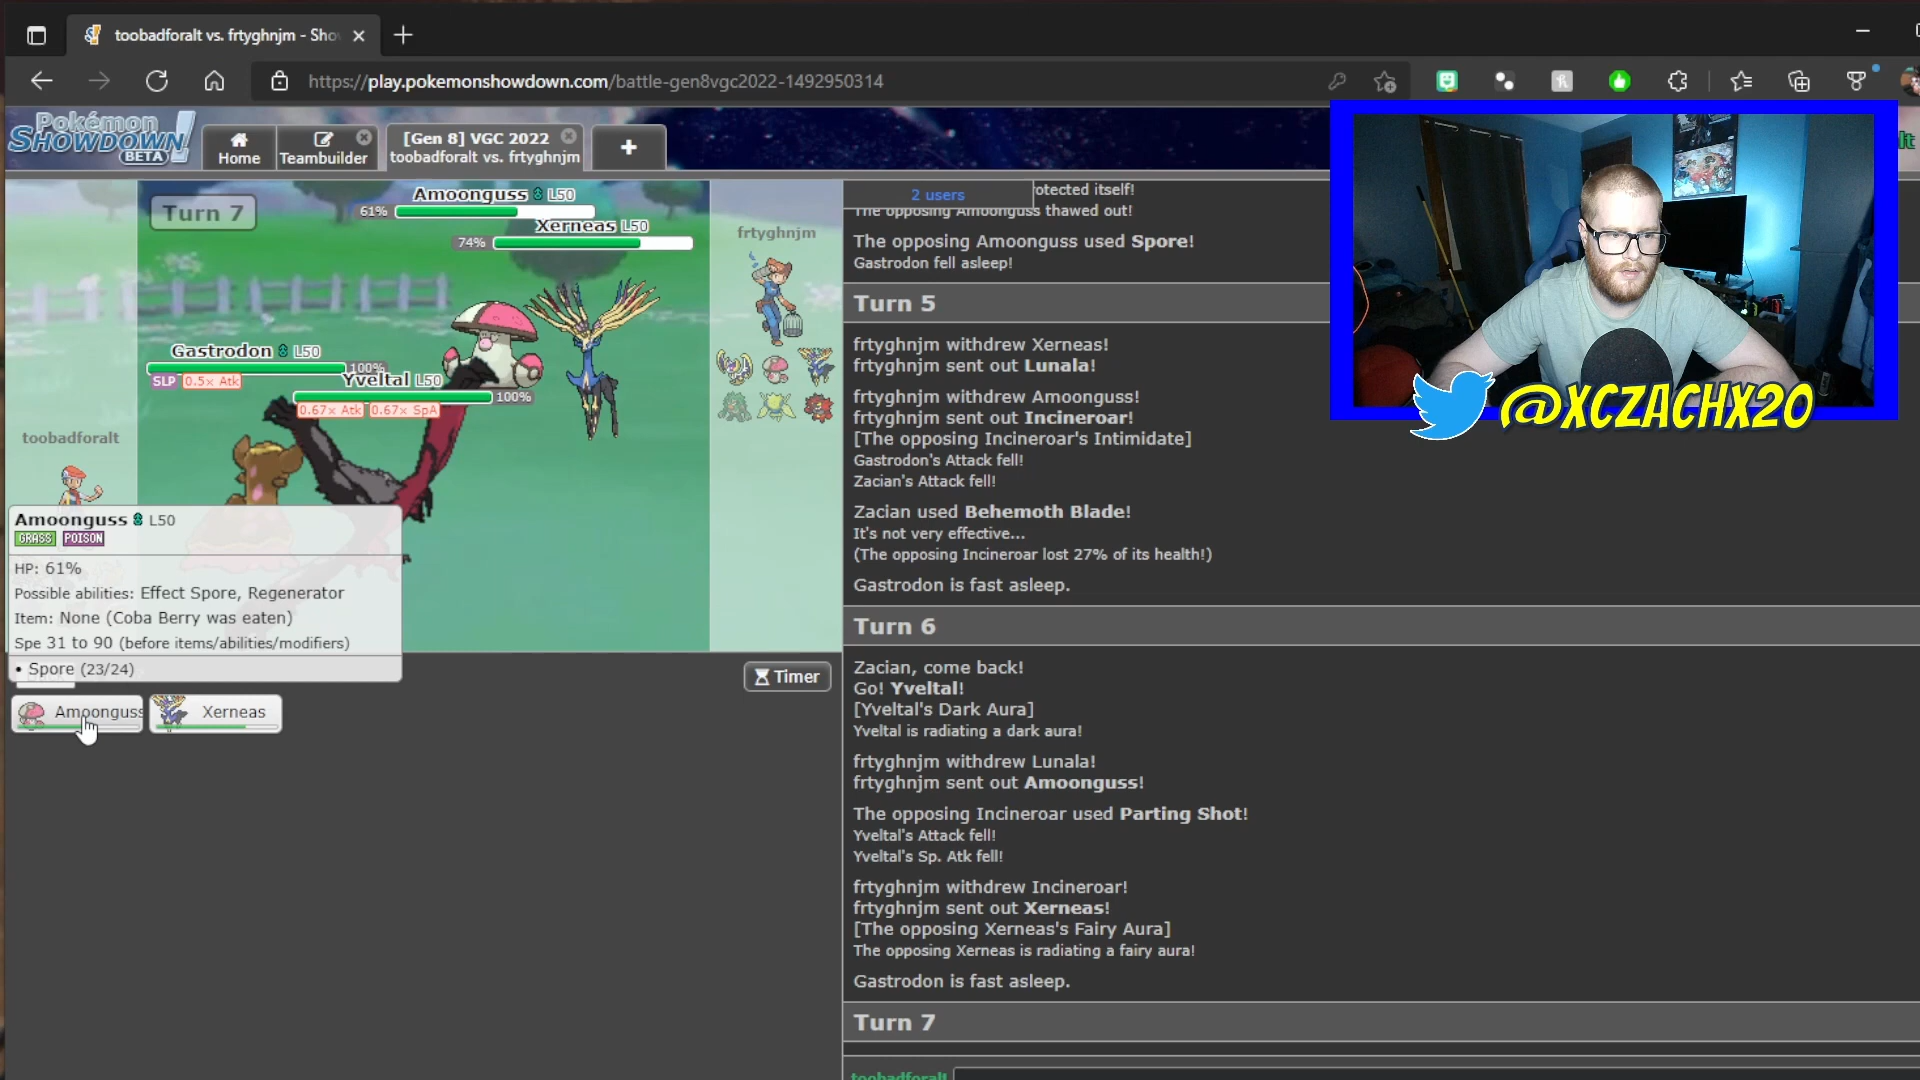 toobadforalt vs. frtyghnjm - Sho
https://play.pokemonshowdown.com/battle-gen8vgc2022-1492950314
Pokémon
SHOWDOWN!
BETA
Home
Teambuilder
[Gen 8] VGC 2022
toobadforalt vs. frtyghnjm
Turn 7
Amoonguss L50
61%
Xerneas L50
74%
frtyghnjm
Gastrodon L50
100%
SLP 0.5x Atk
Yveltal L50
100%
0.67x Atk 0.67x SpA
toobadforalt
Amoonguss L50
GRASS POISON
HP: 61%
Possible abilities: Effect Spore, Regenerator
Item: None (Coba Berry was eaten)
Spe 31 to 90 (before items/abilities/modifiers)
• Spore (23/24)
Timer
Amoonguss
Xerneas
2 users
otected itself!
The opposing Amoonguss thawed out!
The opposing Amoonguss used Spore!
Gastrodon fell asleep!
Turn 5
frtyghnjm withdrew Xerneas!
frtyghnjm sent out Lunala!
frtyghnjm withdrew Amoonguss!
frtyghnjm sent out Incineroar!
[The opposing Incineroar's Intimidate]
Gastrodon's Attack fell!
Zacian's Attack fell!
Zacian used Behemoth Blade!
It's not very effective...
(The opposing Incineroar lost 27% of its health!)
Gastrodon is fast asleep.
Turn 6
Zacian, come back!
Go! Yveltal!
[Yveltal's Dark Aura]
Yveltal is radiating a dark aura!
frtyghnjm withdrew Lunala!
frtyghnjm sent out Amoonguss!
The opposing Incineroar used Parting Shot!
Yveltal's Attack fell!
Yveltal's Sp. Atk fell!
frtyghnjm withdrew Incineroar!
frtyghnjm sent out Xerneas!
[The opposing Xerneas's Fairy Aura]
The opposing Xerneas is radiating a fairy aura!
Gastrodon is fast asleep.
Turn 7
toobadforalt
@XCZACHX20
lt